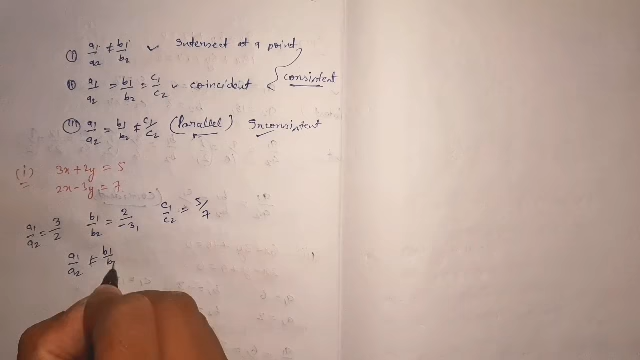 (i) a1/a2 ≠ b1/b2 ✓ Intersect at a point
(ii) a1/a2 = b1/b2 = c1/c2 ✓ coincident
consistent
(iii) a1/a2 = b1/b2 ≠ c1/c2 (Parallel) Inconsistent
(i) 3x+2y = 5
2x-3y = 7
a1/a2 = 3/2 b1/b2 = 2/-3, c1/c2 = 5/7
a1/a2 ≠ b1/b